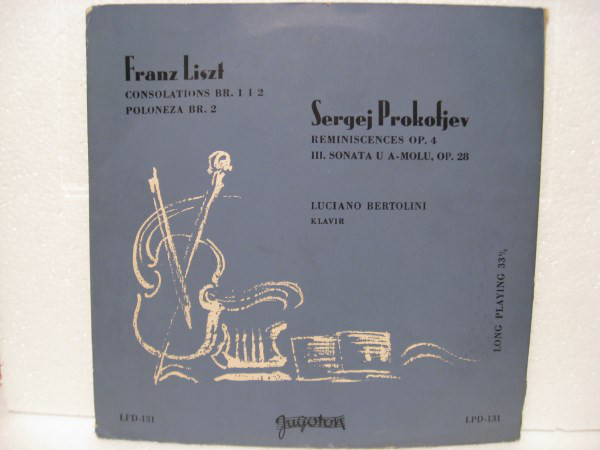 Franz Liszt
CONSOLATIONS BR. 1 I 2
POLONEZA BR. 2
Sergej Prokofjev
REMINISCENCES OP. 4
III. SONATA U A-MOLU, OP. 28
LUCIANO BERTOLINI
KLAVIR
LONG PLAYING 33⅓
LPD-131
Jugoton
LPD-131